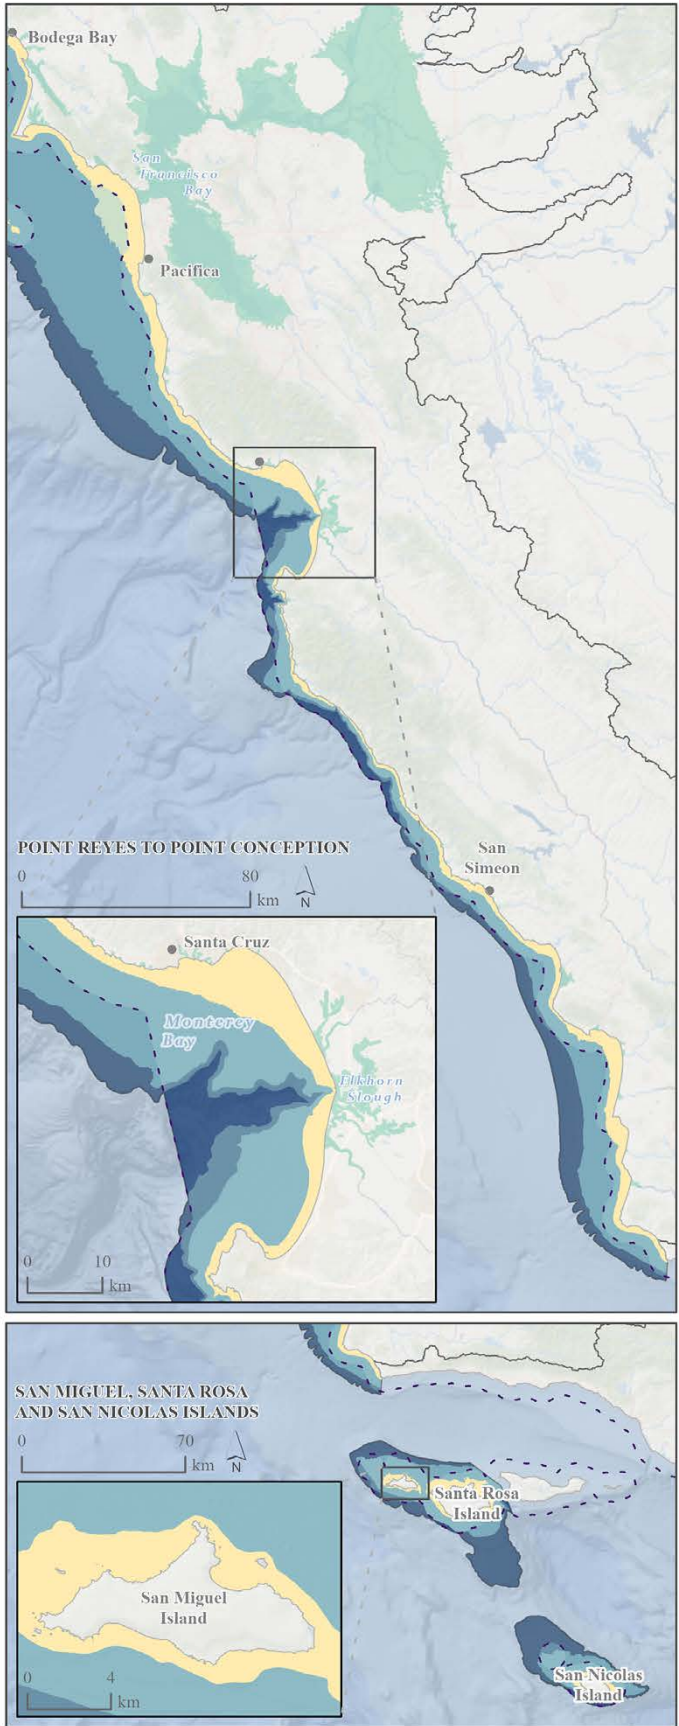 Bodega Bay
San
Francisco
Bay
Pacifica
San
Simeon
POINT REYES TO POINT CONCEPTION
0 80
km
N
Santa Cruz
Monterey
Bay
Elkhorn
Slough
0 10
km
SAN MIGUEL, SANTA ROSA
AND SAN NICOLAS ISLANDS
0 70
km
N
Santa Rosa
Island
San Miguel
Island
0 4
km
San Nicolas
Island